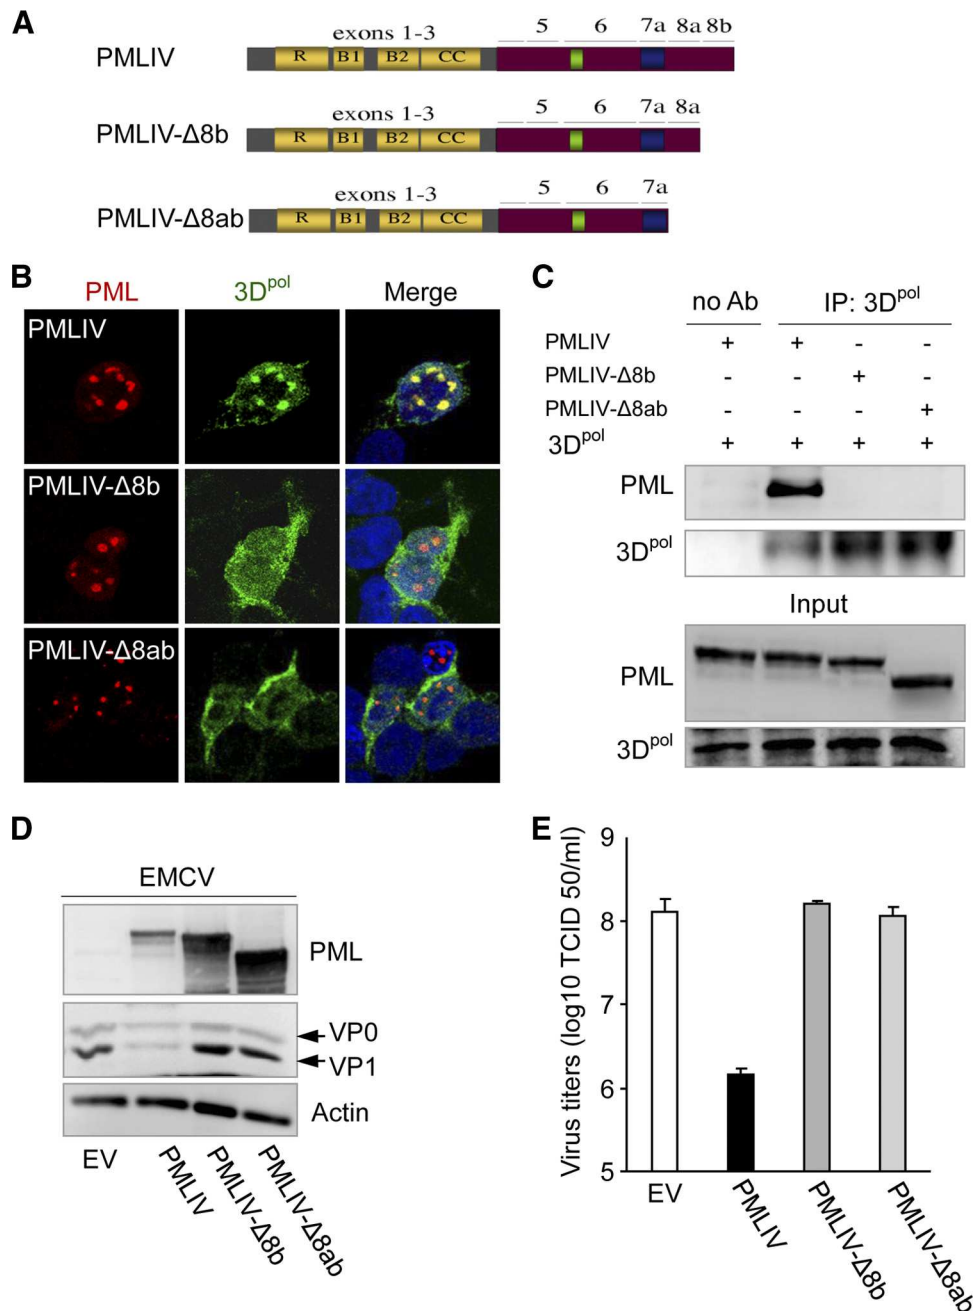 A
exons 1-3 5 6 7a 8a 8b
PMLIV R B1 B2 CC
exons 1-3 5 6 7a 8a
PMLIV-Δ8b R B1 B2 CC
exons 1-3 5 6 7a
PMLIV-Δ8ab R B1 B2 CC
B
PML 3Dpol Merge
PMLIV
PMLIV-Δ8b
PMLIV-Δ8ab
C
no Ab IP: 3Dpol
PMLIV + + - -
PMLIV-Δ8b - - + -
PMLIV-Δ8ab - - - +
3Dpol + + + +
PML
3Dpol
Input
PML
3Dpol
D
EMCV
PML
VP0
VP1
Actin
EV PMLIV PMLIV-Δ8b PMLIV-Δ8ab
E
Virus titers (log10 TCID 50/ml)
9
8
7
6
5
EV PMLIV PMLIV-Δ8b PMLIV-Δ8ab